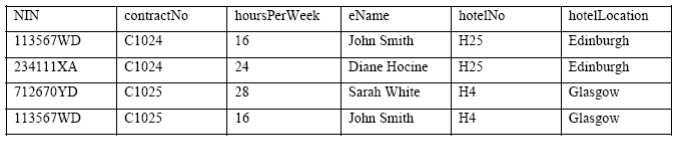 NIN contractNo hoursPerWeek eName hotelNo hotelLocation
113567WD C1024 16 John Smith H25 Edinburgh
234111XA C1024 24 Diane Hocine H25 Edinburgh
712670YD C1025 28 Sarah White H4 Glasgow
113567WD C1025 16 John Smith H4 Glasgow